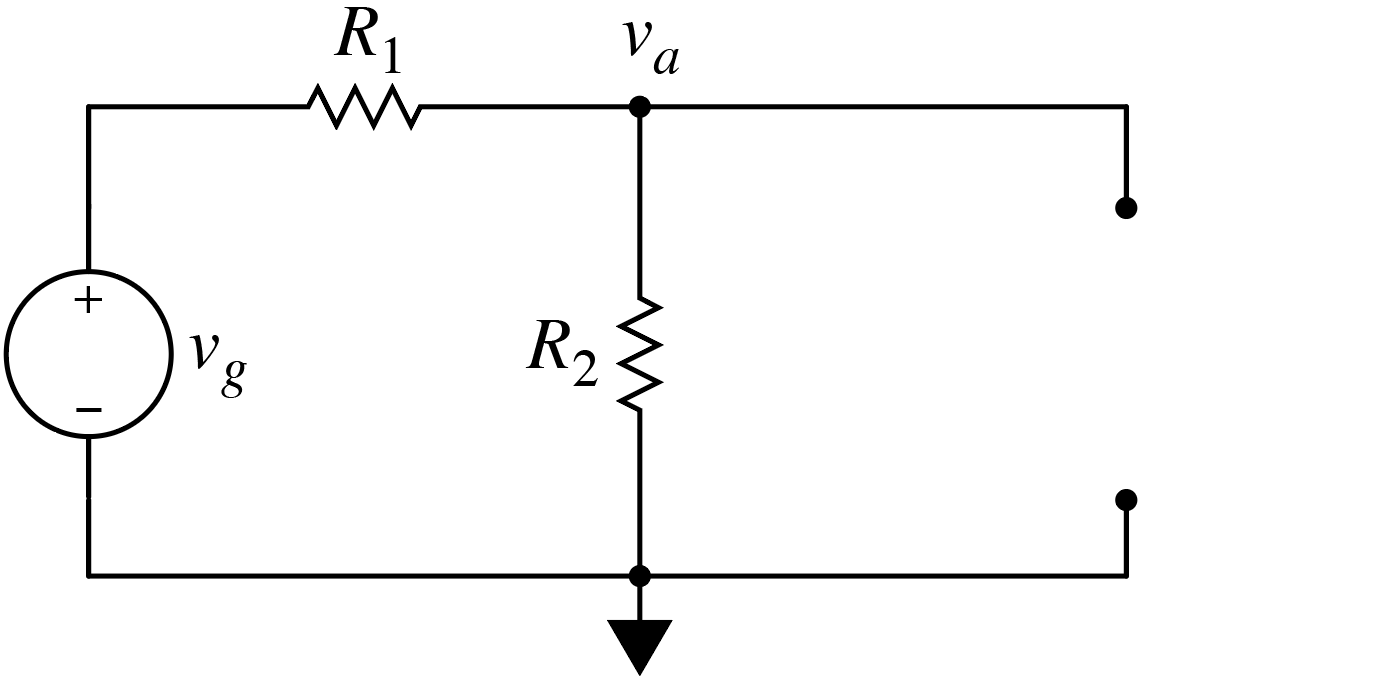 R1
va
+
vg
−
R2